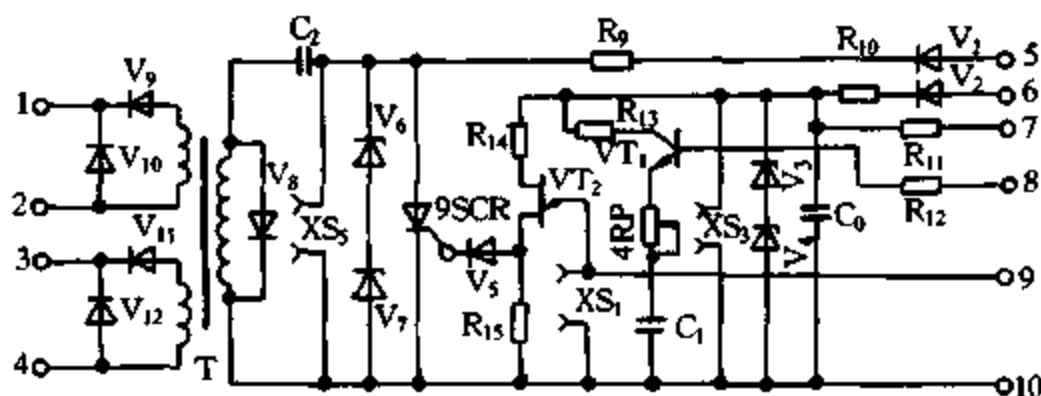 C₂
R₉
R₁₀
V₁
5
V₉
V₂
6
1
R₁₃
7
V₆
R₁₄
VT₁
R₁₁
V₁₀
V₈
VT₂
V₃
8
2
9SCR
R₁₂
XS₅
4RP
XS₃
C₀
V₁₁
V₄
3
V₅
9
XS₁
V₁₂
V₇
R₁₅
C₁
4
T
10